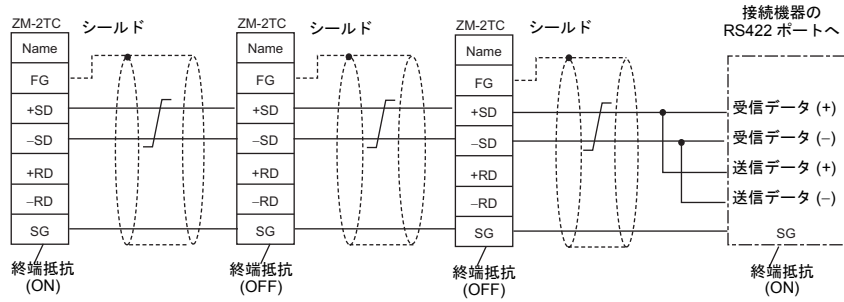 ZM-2TC
シールド
Name
FG
+SD
–SD
+RD
–RD
SG
終端抵抗
(ON)
ZM-2TC
シールド
Name
FG
+SD
–SD
+RD
–RD
SG
終端抵抗
(OFF)
ZM-2TC
シールド
Name
FG
+SD
–SD
+RD
–RD
SG
終端抵抗
(OFF)
接続機器の
RS422 ポートへ
受信データ (+)
受信データ (–)
送信データ (+)
送信データ (–)
SG
終端抵抗
(ON)